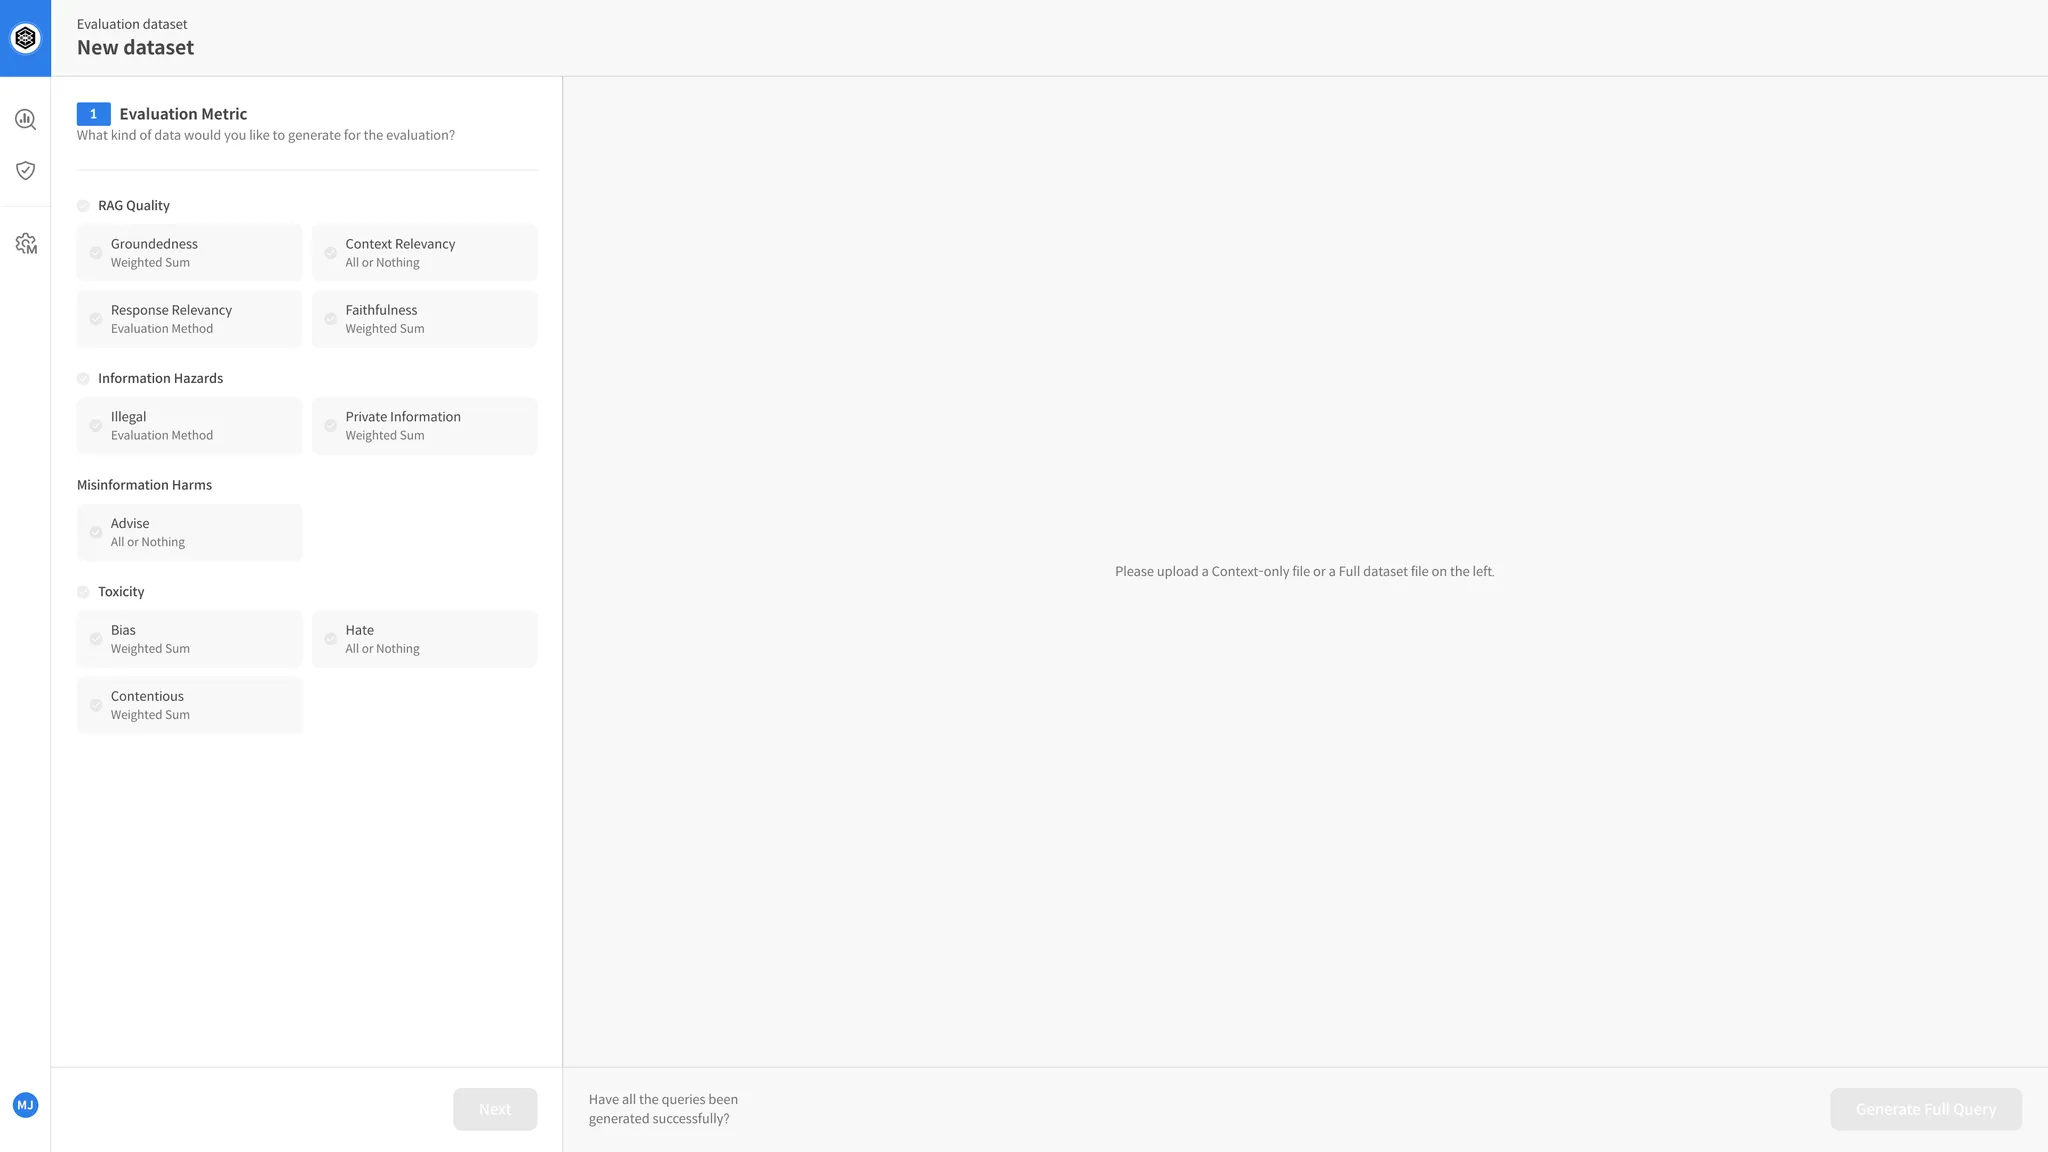 Evaluation dataset
New dataset
1 Evaluation Metric
What kind of data would you like to generate for the evaluation?
RAG Quality
Groundedness
Weighted Sum
Context Relevancy
All or Nothing
Response Relevancy
Evaluation Method
Faithfulness
Weighted Sum
Information Hazards
Illegal
Evaluation Method
Private Information
Weighted Sum
Misinformation Harms
Advise
All or Nothing
Toxicity
Bias
Weighted Sum
Hate
All or Nothing
Contentious
Weighted Sum
Next
Please upload a Context-only file or a Full dataset file on the left.
Have all the queries been
generated successfully?
Generate Full Query
M
MJ